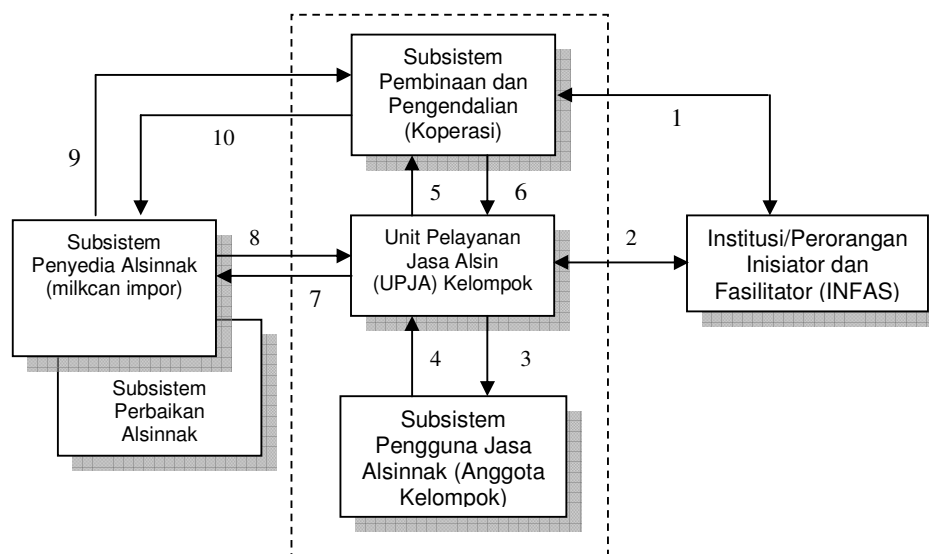 Subsistem
Pembinaan dan
Pengendalian
(Koperasi)
1
10
9
5
6
Subsistem
Penyedia Alsinnak
(milkcan impor)
8
7
Unit Pelayanan
Jasa Alsin
(UPJA) Kelompok
2
Institusi/Perorangan
Inisiator dan
Fasilitator (INFAS)
4
3
Subsistem
Perbaikan
Alsinnak
Subsistem
Pengguna Jasa
Alsinnak (Anggota
Kelompok)